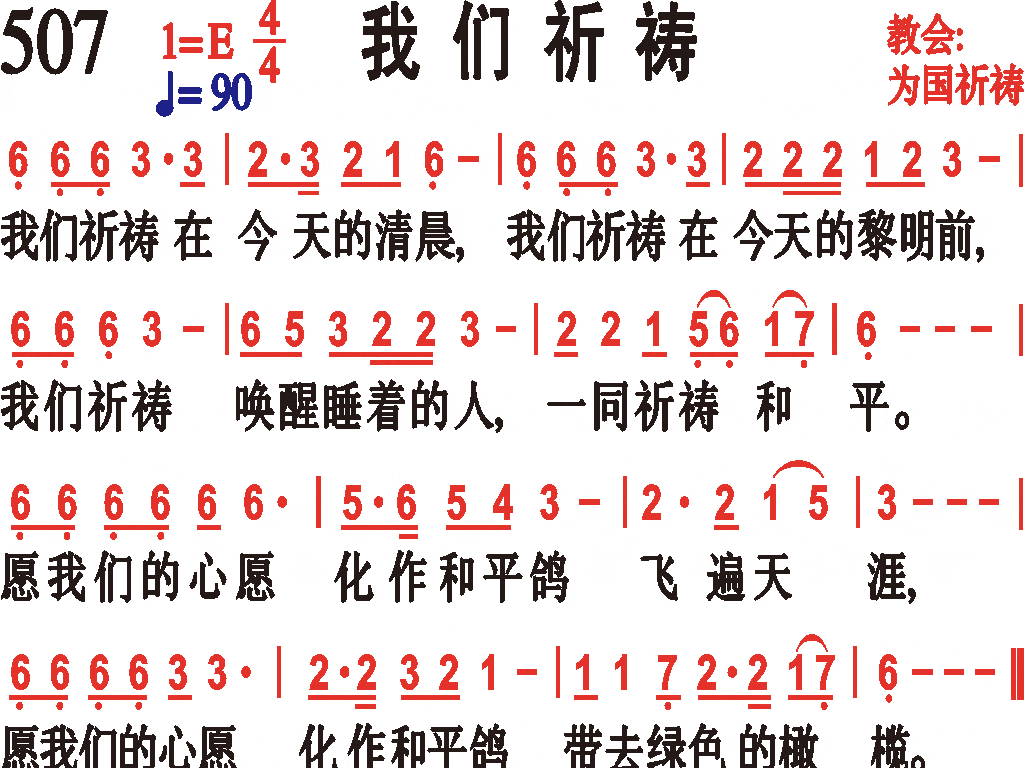 507 1=E 4/4 我们祈祷 教会:
♩=90 为国祈祷
6 6 6 3·3 | 2·3 2 1 6 – | 6 6 6 3·3 | 2 2 2 1 2 3 – |
我们祈祷在今天的清晨,我们祈祷在今天的黎明前,
6 6 6 3 – | 6 5 3 2 2 3 – | 2 2 1 5 6 1 7 | 6 – – – |
我们祈祷 唤醒睡着的人, 一同祈祷 和 平。
6 6 6 6 6 6· | 5·6 5 4 3 – | 2· 2 1 5 | 3 – – – |
愿我们的心愿 化作和平鸽 飞遍天 涯,
6 6 6 6 3 3· | 2·2 3 2 1 – | 1 1 7 2·2 1 7 | 6 – – – ‖
愿我们的心愿 化作和平鸽 带去绿色的橄 榄。